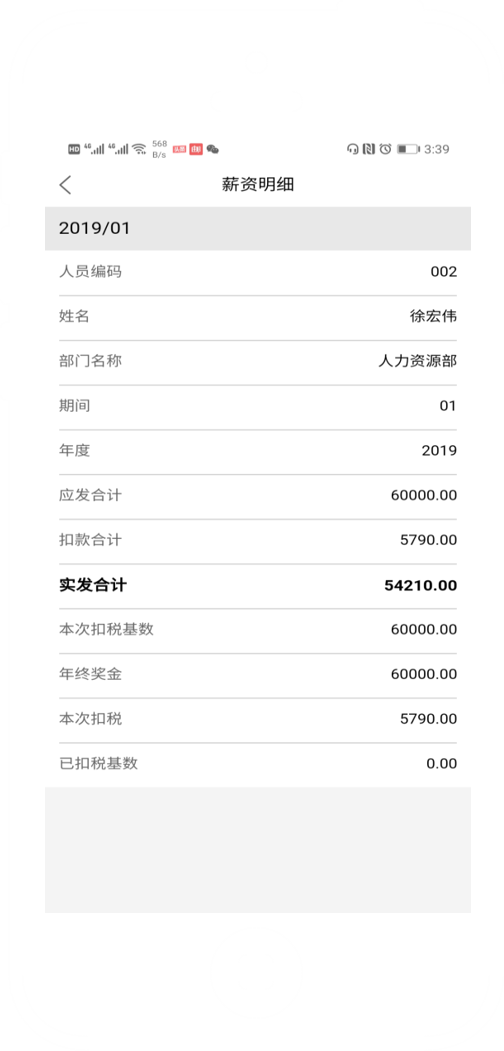 HD 4G 4G 568 B/s 头条 3:39
薪资明细
2019/01
人员编码 002
姓名 徐宏伟
部门名称 人力资源部
期间 01
年度 2019
应发合计 60000.00
扣款合计 5790.00
实发合计 54210.00
本次扣税基数 60000.00
年终奖金 60000.00
本次扣税 5790.00
已扣税基数 0.00